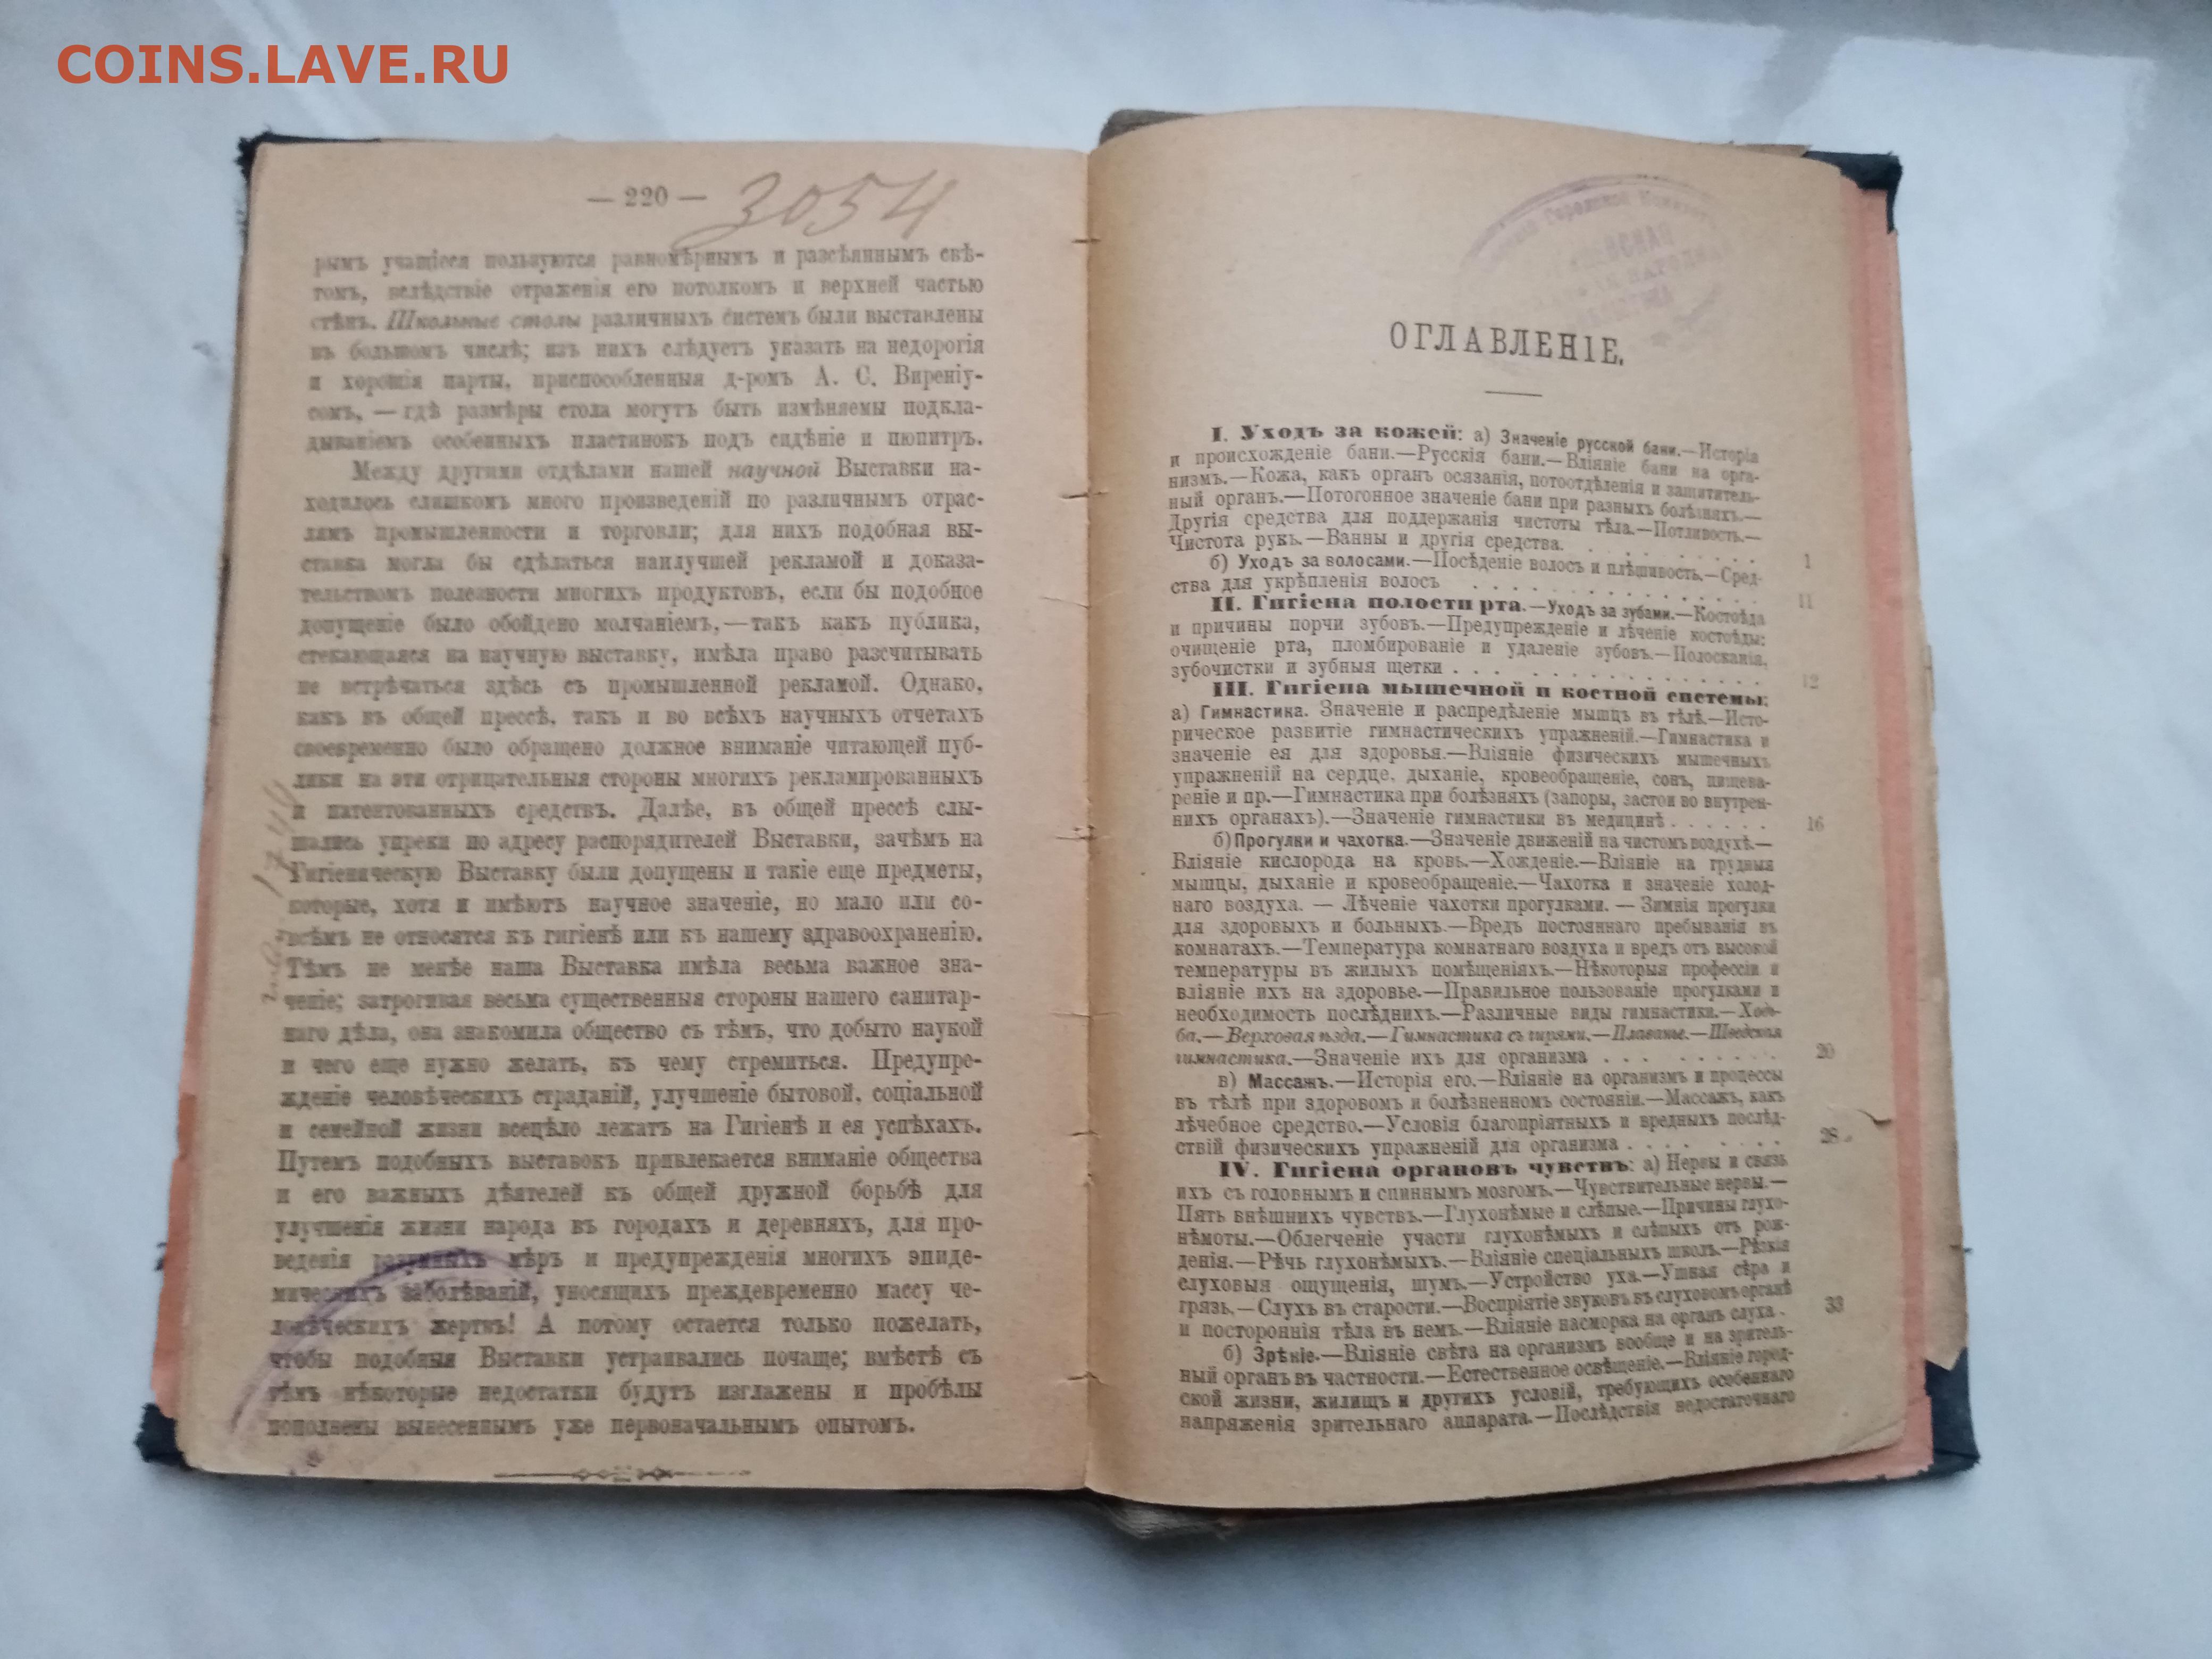 COINS.LAVE.RU
— 220 —
3054
рымъ учащіеся пользуются равномѣрнымъ и разсѣяннымъ свѣ-
томъ, вслѣдствіе отраженія его потолкомъ и верхней частью
стѣнъ. Школьные столы различныхъ системъ были выставлены
въ большомъ числѣ; изъ нихъ слѣдуетъ указать на недорогія
и хорошія парты, приспособленныя д-ромъ А. С. Виреніу-
сомъ, — гдѣ размѣры стола могутъ быть измѣняемы подкла-
дываніемъ особенныхъ пластинокъ подъ сидѣніе и пюпитръ.
Между другими отдѣлами нашей научной Выставки на-
ходилось слишкомъ много произведеній по различнымъ отрас-
лямъ промышленности и торговли; для нихъ подобная вы-
ставка могла бы сдѣлаться наилучшей рекламой и доказа-
тельствомъ полезности многихъ продуктовъ, если бы подобное
допущеніе было обойдено молчаніемъ,—такъ какъ публика,
стекающаяся на научную выставку, имѣла право разсчитывать
не встрѣчаться здѣсь съ промышленной рекламой. Однако,
какъ въ общей прессѣ, такъ и во всѣхъ научныхъ отчетахъ
своевременно было обращено должное вниманіе читающей пуб-
лики на эти отрицательныя стороны многихъ рекламированныхъ
и патентованныхъ средствъ. Далѣе, въ общей прессѣ слы-
шались упреки по адресу распорядителей Выставки, зачѣмъ на
Гигіеническую Выставку были допущены и такіе еще предметы,
которые, хотя и имѣютъ научное значеніе, но мало или со-
всѣмъ не относятся къ гигіенѣ или къ нашему здравоохраненію.
Тѣмъ не менѣе наша Выставка имѣла весьма важное зна-
ченіе; затрогивая весьма существенныя стороны нашего санитар-
наго дѣла, она знакомила общество съ тѣмъ, что добыто наукой
и чего еще нужно желать, къ чему стремиться. Предупре-
жденіе человѣческихъ страданій, улучшеніе бытовой, соціальной
и семейной жизни всецѣло лежатъ на Гигіенѣ и ея успѣхахъ.
Путемъ подобныхъ выставокъ привлекается вниманіе общества
и его важныхъ дѣятелей къ общей дружной борьбѣ для
улучшенія жизни народа въ городахъ и деревняхъ, для про-
веденія разумныхъ мѣръ и предупрежденія многихъ эпиде-
мическихъ заболѣваній, уносящихъ преждевременно массу че-
ловѣческихъ жертвъ! А потому остается только пожелать,
чтобы подобныя Выставки устраивались почаще; вмѣстѣ съ
тѣмъ нѣкоторые недостатки будутъ изглажены и пробѣлы
пополнены вынесеннымъ уже первоначальнымъ опытомъ.
ОГЛАВЛЕНІЕ.
I. Уходъ за кожей: а) Значеніе русской бани.—Исторія
и происхожденіе бани.—Русскія бани.—Вліяніе бани на орга-
низмъ.—Кожа, какъ органъ осязанія, потоотдѣленія и защититель-
ный органъ.—Потогонное значеніе бани при разныхъ болѣзняхъ.—
Другія средства для поддержанія чистоты тѣла.—Потливость.—
Чистота рукъ.—Ванны и другія средства. . . . . . . . 1
б) Уходъ за волосами.—Посѣденіе волосъ и плѣшивость.—Сред-
ства для укрѣпленія волосъ . . . . . . . . . . 11
II. Гигіена полости рта.—Уходъ за зубами.—Костоѣда
и причины порчи зубовъ.—Предупрежденіе и лѣченіе костоѣды:
очищеніе рта, пломбированіе и удаленіе зубовъ.—Полосканія,
зубочистки и зубныя щетки . . . . . . . . . . 12
III. Гигіена мышечной и костной системы:
а) Гимнастика. Значеніе и распредѣленіе мышцъ въ тѣлѣ.—Исто-
рическое развитіе гимнастическихъ упражненій.—Гимнастика и
значеніе ея для здоровья.—Вліяніе физическихъ мышечныхъ
упражненій на сердце, дыханіе, кровеобращеніе, сонъ, пищева-
реніе и пр.—Гимнастика при болѣзняхъ (запоры, застои во внутрен-
нихъ органахъ).—Значеніе гимнастики въ медицинѣ . . . . . . 16
б) Прогулки и чахотка.—Значеніе движеній на чистомъ воздухѣ.—
Вліяніе кислорода на кровь.—Хожденіе.—Вліяніе на грудныя
мышцы, дыханіе и кровеобращеніе.—Чахотка и значеніе холод-
наго воздуха. — Лѣченіе чахотки прогулками. — Зимнія прогулки
для здоровыхъ и больныхъ.—Вредъ постояннаго пребыванія въ
комнатахъ.—Температура комнатнаго воздуха и вредъ отъ высокой
температуры въ жилыхъ помѣщеніяхъ.—Нѣкоторыя профессіи и
вліяніе ихъ на здоровье.—Правильное пользованіе прогулками и
необходимость послѣднихъ.—Различные виды гимнастики.—Ходь-
ба.—Верховая ѣзда.—Гимнастика съ гирями.—Плаванье.—Шведская
гимнастика.—Значеніе ихъ для организма . . . . . . . . 20
в) Массажъ.—Исторія его.—Вліяніе на организмъ и процессы
въ тѣлѣ при здоровомъ и болѣзненномъ состояніи.—Массажъ, какъ
лѣчебное средство.—Условія благопріятныхъ и вредныхъ послѣд-
ствій физическихъ упражненій для организма . . . . . . . 28
IV. Гигіена органовъ чувствъ: а) Нервы и связь
ихъ съ головнымъ и спиннымъ мозгомъ.—Чувствительные нервы.—
Пять внѣшнихъ чувствъ.—Глухонѣмые и слѣпые.—Причины глухо-
нѣмоты.—Облегченіе участи глухонѣмыхъ и слѣпыхъ отъ рож-
денія.—Рѣчь глухонѣмыхъ.—Вліяніе спеціальныхъ школъ.—Рѣзкія
слуховыя ощущенія, шумъ.—Устройство уха.—Ушная сѣра и
грязь.—Слухъ въ старости.—Воспріятіе звуковъ въ слуховомъ органѣ
и постороннія тѣла въ немъ.—Вліяніе насморка на органъ слуха . 33
б) Зрѣніе.—Вліяніе свѣта на организмъ вообще и на зритель-
ный органъ въ частности.—Естественное освѣщеніе.—Вліяніе город-
ской жизни, жилищъ и другихъ условій, требующихъ особеннаго
напряженія зрительнаго аппарата.—Послѣдствія недостаточнаго